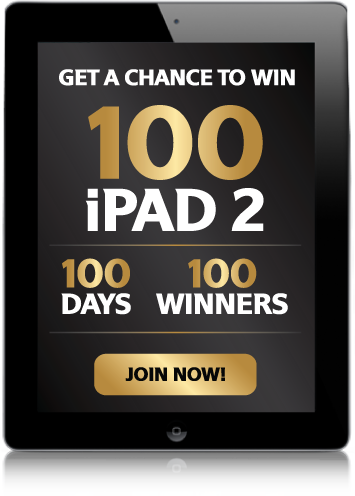 GET A CHANCE TO WIN
100
iPAD 2
100 100
DAYS WINNERS
JOIN NOW!